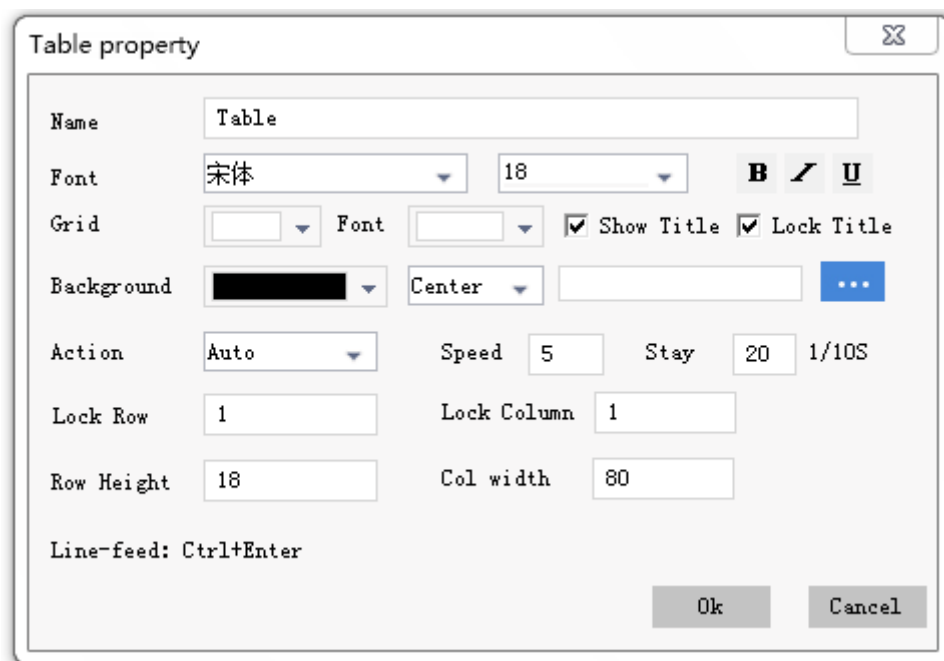 Table property
Name Table
Font 宋体 18 B I U
Grid Font Show Title Lock Title
Background Center ...
Action Auto Speed 5 Stay 20 1/10S
Lock Row 1 Lock Column 1
Row Height 18 Col width 80
Line-feed: Ctrl+Enter
Ok Cancel